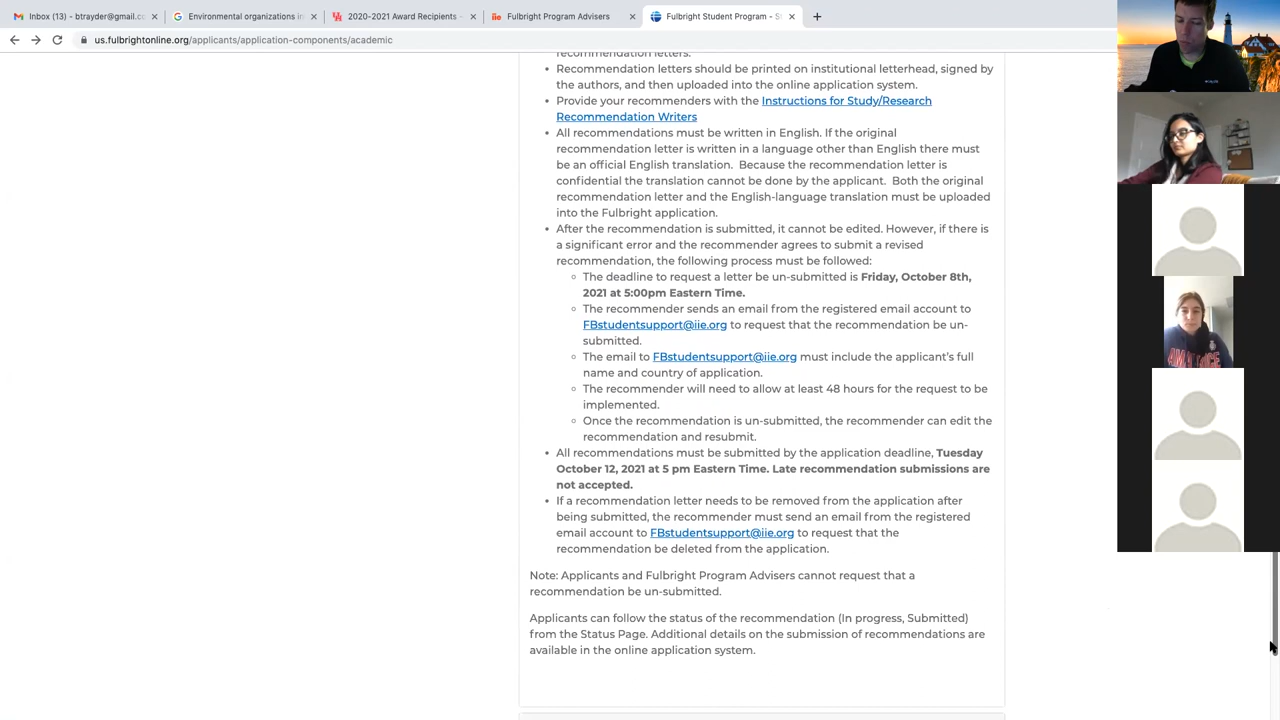 Inbox (13) - btrayder@gmail.co
Environmental organizations in
2020-2021 Award Recipients -
Fulbright Program Advisers
Fulbright Student Program - S
us.fulbrightonline.org/applicants/application-components/academic
recommendation letters.
Recommendation letters should be printed on institutional letterhead, signed by
the authors, and then uploaded into the online application system.
Provide your recommenders with the Instructions for Study/Research
Recommendation Writers
All recommendations must be written in English. If the original
recommendation letter is written in a language other than English there must
be an official English translation. Because the recommendation letter is
confidential the translation cannot be done by the applicant. Both the original
recommendation letter and the English-language translation must be uploaded
into the Fulbright application.
After the recommendation is submitted, it cannot be edited. However, if there is
a significant error and the recommender agrees to submit a revised
recommendation, the following process must be followed:
The deadline to request a letter be un-submitted is Friday, October 8th,
2021 at 5:00pm Eastern Time.
The recommender sends an email from the registered email account to
FBstudentsupport@iie.org to request that the recommendation be un-
submitted.
The email to FBstudentsupport@iie.org must include the applicant's full
name and country of application.
The recommender will need to allow at least 48 hours for the request to be
implemented.
Once the recommendation is un-submitted, the recommender can edit the
recommendation and resubmit.
All recommendations must be submitted by the application deadline, Tuesday
October 12, 2021 at 5 pm Eastern Time. Late recommendation submissions are
not accepted.
If a recommendation letter needs to be removed from the application after
being submitted, the recommender must send an email from the registered
email account to FBstudentsupport@iie.org to request that the
recommendation be deleted from the application.
Note: Applicants and Fulbright Program Advisers cannot request that a
recommendation be un-submitted.
Applicants can follow the status of the recommendation (In progress, Submitted)
from the Status Page. Additional details on the submission of recommendations are
available in the online application system.